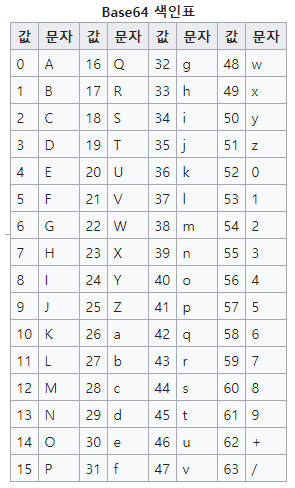 Base64 색인표
값 문자 값 문자 값 문자 값 문자
0 A 16 Q 32 g 48 w
1 B 17 R 33 h 49 x
2 C 18 S 34 i 50 y
3 D 19 T 35 j 51 z
4 E 20 U 36 k 52 0
5 F 21 V 37 l 53 1
6 G 22 W 38 m 54 2
7 H 23 X 39 n 55 3
8 I 24 Y 40 o 56 4
9 J 25 Z 41 p 57 5
10 K 26 a 42 q 58 6
11 L 27 b 43 r 59 7
12 M 28 c 44 s 60 8
13 N 29 d 45 t 61 9
14 O 30 e 46 u 62 +
15 P 31 f 47 v 63 /